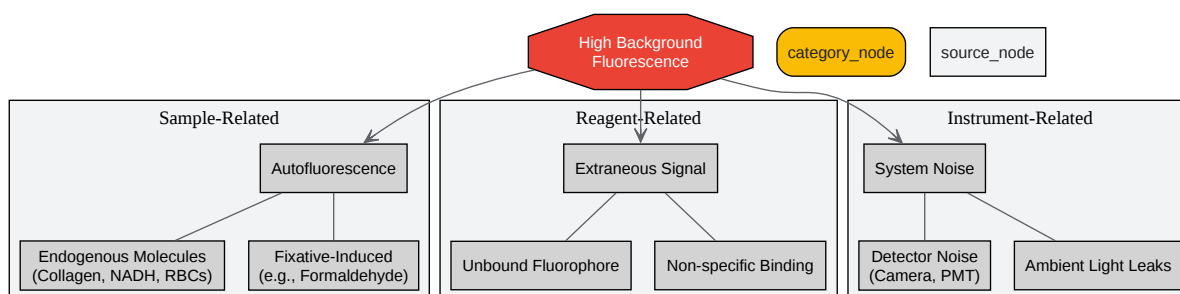 High Background
Fluorescence
category_node
source_node
Sample-Related
Reagent-Related
Instrument-Related
Autofluorescence
Extraneous Signal
System Noise
Endogenous Molecules
(Collagen, NADH, RBCs)
Fixative-Induced
(e.g., Formaldehyde)
Unbound Fluorophore
Non-specific Binding
Detector Noise
(Camera, PMT)
Ambient Light Leaks